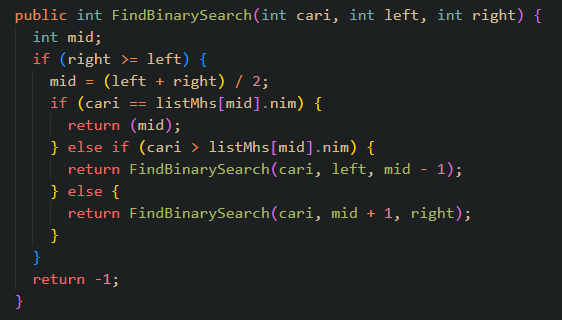 public int FindBinarySearch(int cari, int left, int right) {
  int mid;
  if (right >= left) {
    mid = (left + right) / 2;
    if (cari == listMhs[mid].nim) {
      return (mid);
    } else if (cari > listMhs[mid].nim) {
      return FindBinarySearch(cari, left, mid - 1);
    } else {
      return FindBinarySearch(cari, mid + 1, right);
    }
  }
  return -1;
}